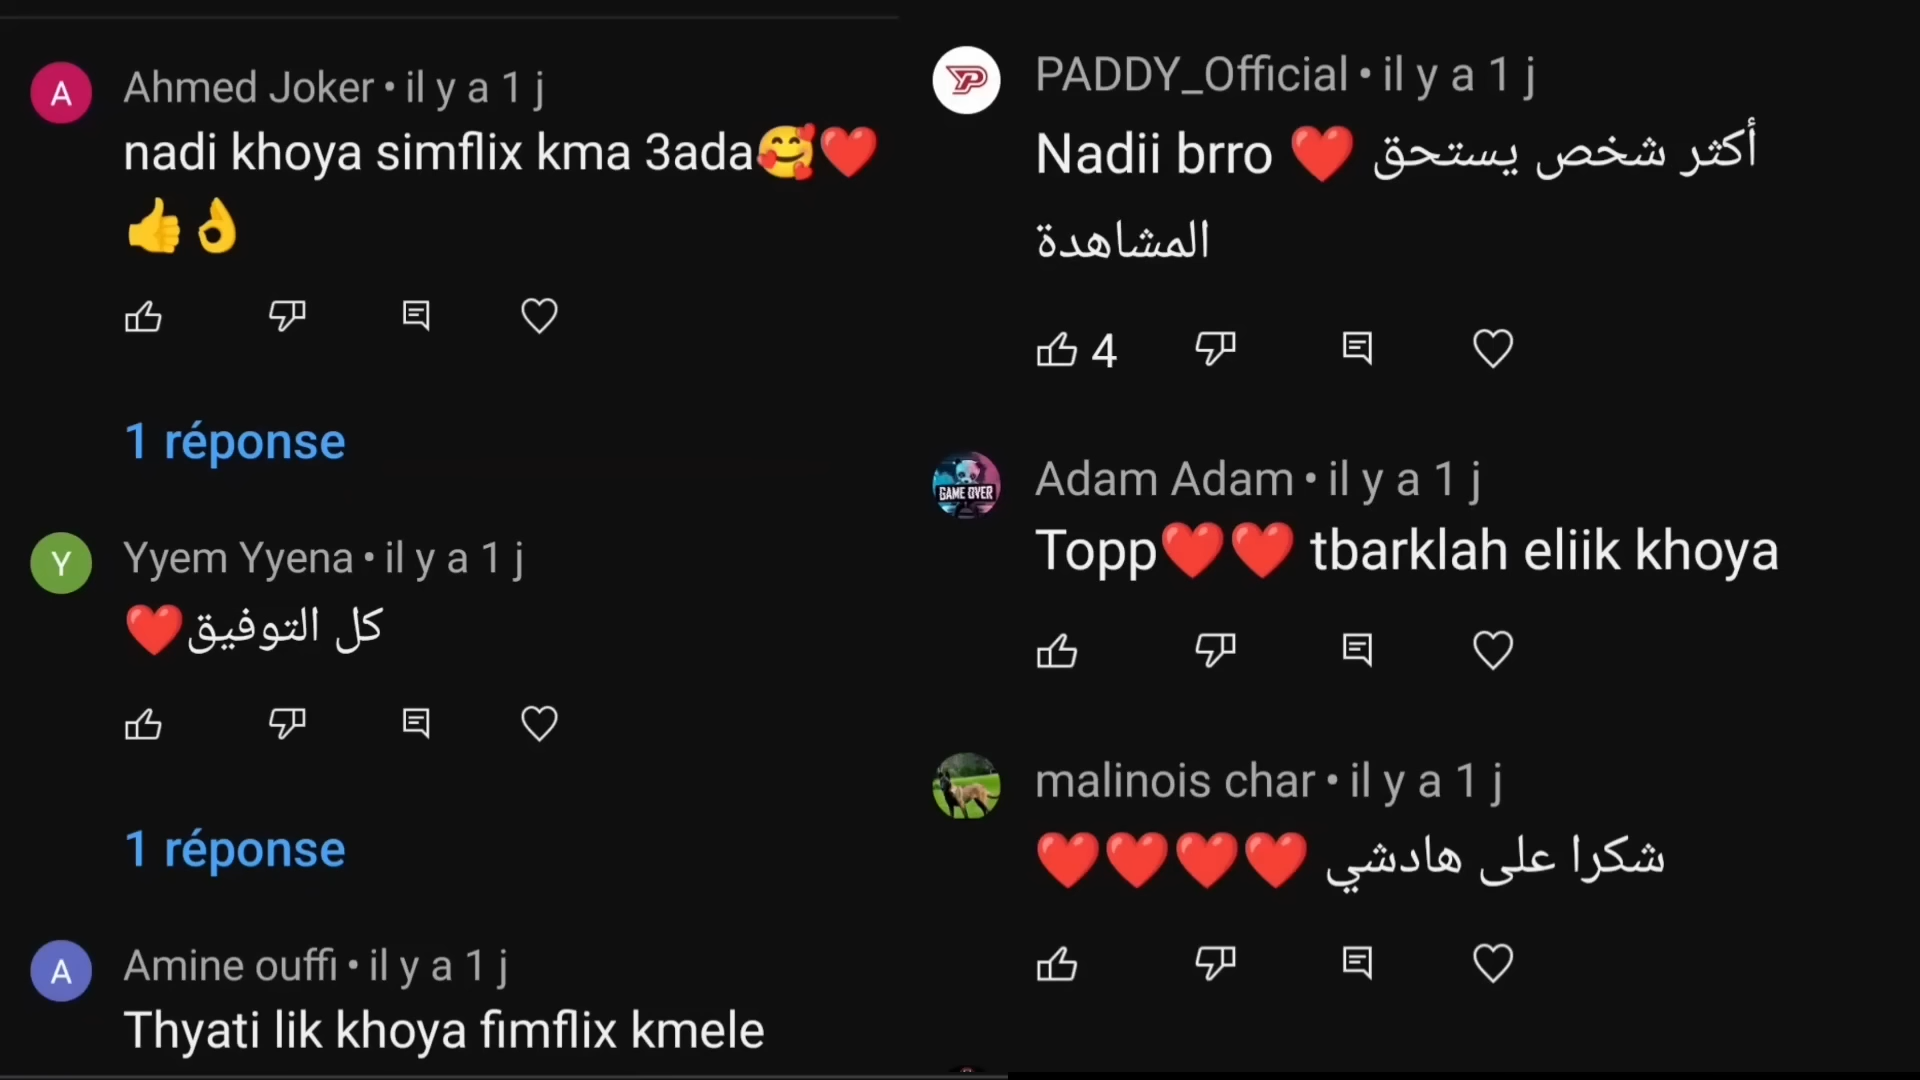 A
Ahmed Joker • il y a 1 j
nadi khoya simflix kma 3ada🥰❤️
👍👌
1 réponse
Y
Yyem Yyena • il y a 1 j
كل التوفيق❤️
1 réponse
A
Amine ouffi • il y a 1 j
Thyati lik khoya fimflix kmele
PADDY_Official • il y a 1 j
Nadii brro ❤️ أكثر شخص يستحق
المشاهدة
4
GAME OVER
Adam Adam • il y a 1 j
Topp❤️❤️ tbarklah eliik khoya
malinois char • il y a 1 j
شكرا على هادشي ❤️❤️❤️❤️